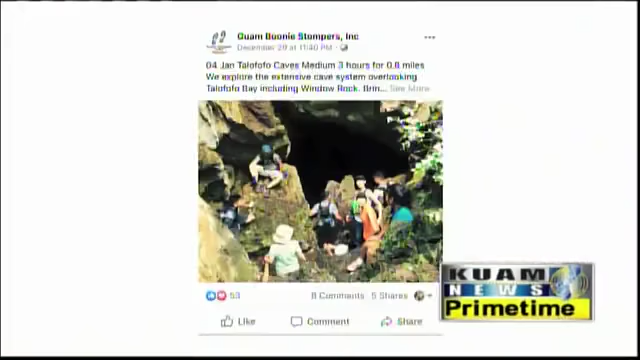 Guam Boonie Stompers, Inc
December 29 at 11:40 PM
04 Jan Talofofo Caves Medium 3 hours for 0.8 miles
We explore the extensive cave system overlooking
Talofofo Bay including Window Rock. Brin... See More
53
8 Comments 5 Shares
Like Comment Share
KUAM
NEWS
Primetime